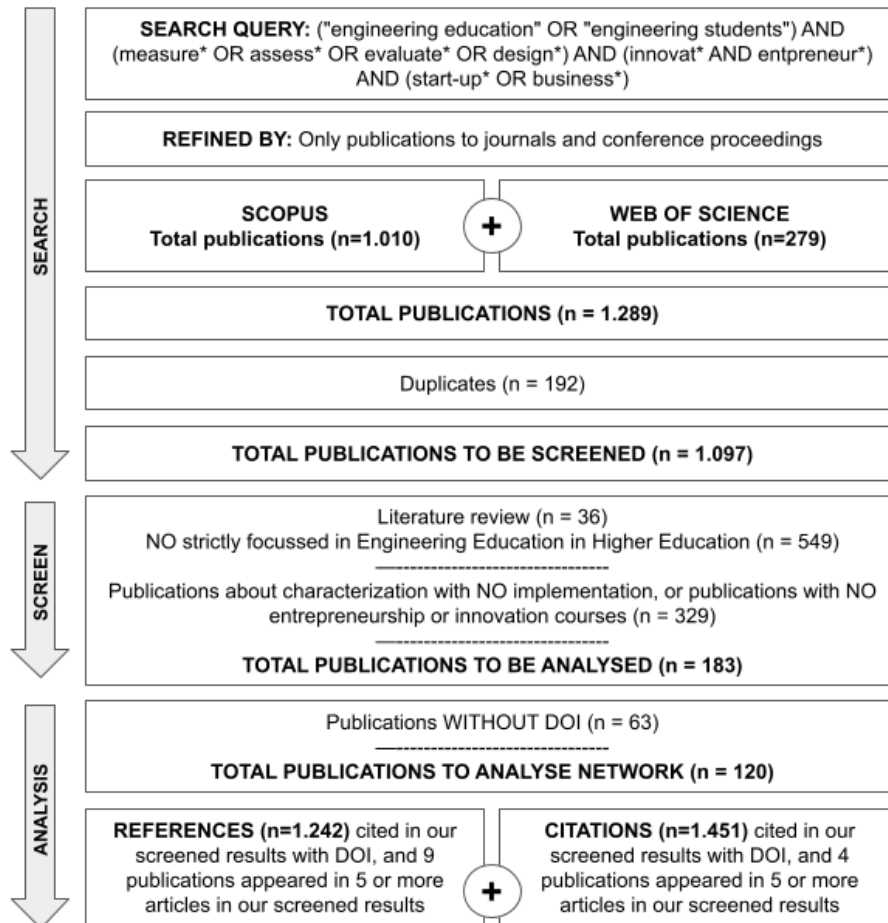 SEARCH
SEARCH QUERY: ("engineering education" OR "engineering students") AND
(measure* OR assess* OR evaluate* OR design*) AND (innovat* AND entpreneur*)
AND (start-up* OR business*)
REFINED BY: Only publications to journals and conference proceedings
SCOPUS
Total publications (n=1.010)
+
WEB OF SCIENCE
Total publications (n=279)
TOTAL PUBLICATIONS (n = 1.289)
Duplicates (n = 192)
TOTAL PUBLICATIONS TO BE SCREENED (n = 1.097)
SCREEN
Literature review (n = 36)
NO strictly focussed in Engineering Education in Higher Education (n = 549)
Publications about characterization with NO implementation, or publications with NO
entrepreneurship or innovation courses (n = 329)
TOTAL PUBLICATIONS TO BE ANALYSED (n = 183)
ANALYSIS
Publications WITHOUT DOI (n = 63)
TOTAL PUBLICATIONS TO ANALYSE NETWORK (n = 120)
REFERENCES (n=1.242) cited in our
screened results with DOI, and 9
publications appeared in 5 or more
articles in our screened results
+
CITATIONS (n=1.451) cited in our
screened results with DOI, and 4
publications appeared in 5 or more
articles in our screened results